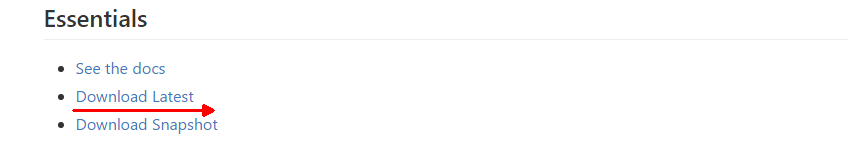 Essentials
See the docs
Download Latest
Download Snapshot